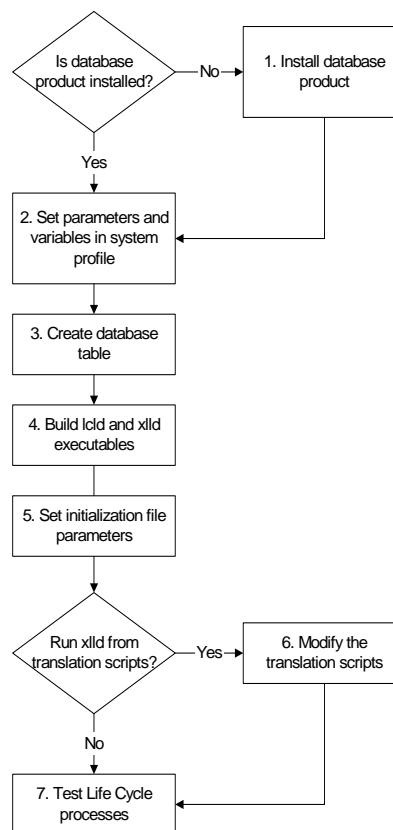 Is database
product installed?
No
1. Install database
product
Yes
2. Set parameters and
variables in system
profile
3. Create database
table
4. Build lcld and xlld
executables
5. Set initialization file
parameters
Run xlld from
translation scripts?
Yes
6. Modify the
translation scripts
No
7. Test Life Cycle
processes